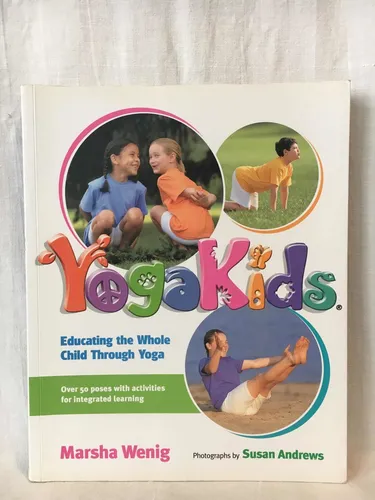 YogaKids®
Educating the Whole
Child Through Yoga
Over 50 poses with activities
for integrated learning
Marsha Wenig
Photographs by Susan Andrews